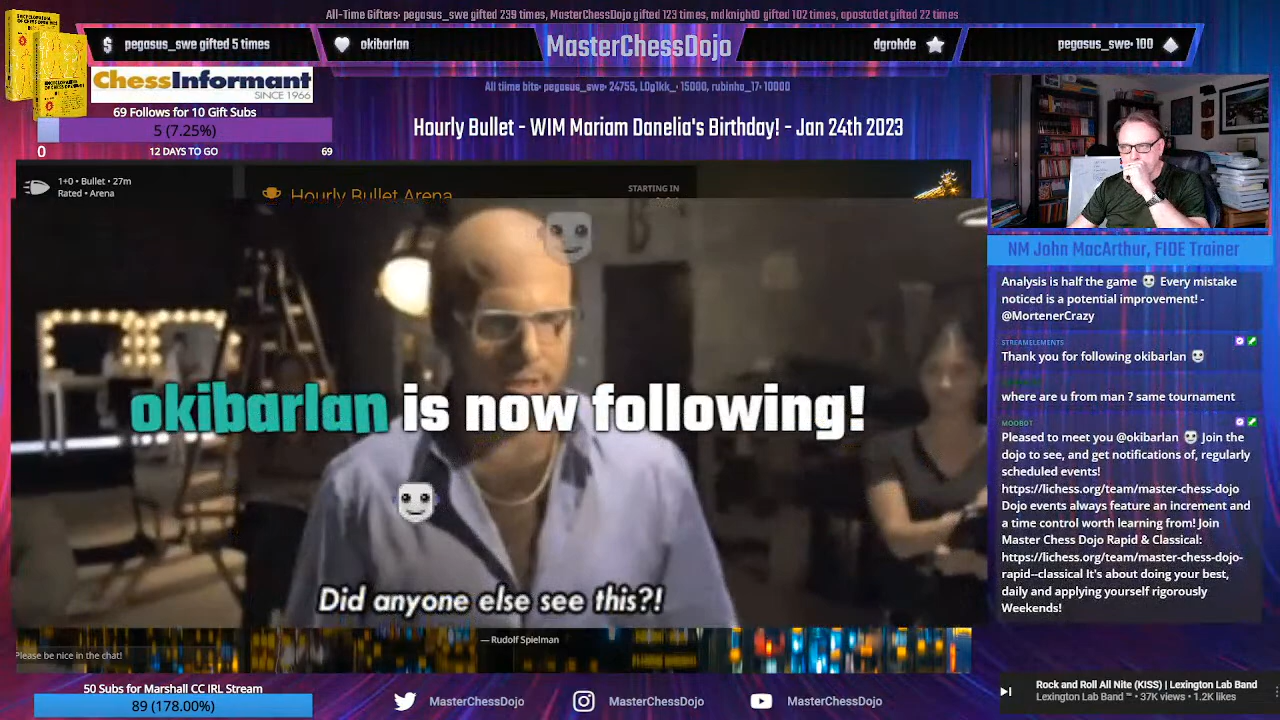 All-Time Gifters• pegasus_swe gifted 239 times, MasterChessDojo gifted 123 times, mdknight0 gifted 102 times, apostatlet gifted 22 times
pegasus_swe gifted 5 times
okibarlan
MasterChessDojo
dgrohde
pegasus_swe• 100
ChessInformant
SINCE 1966
All time bits• pegasus_swe• 24755, L0g1kk_• 15000, rubinho_17• 10000
69 Follows for 10 Gift Subs
5 (7.25%)
0
12 DAYS TO GO
69
Hourly Bullet - WIM Mariam Danelia's Birthday! - Jan 24th 2023
1+0 • Bullet • 27m
Rated • Arena
Hourly Bullet Arena
STARTING IN
NM John MacArthur, FIDE Trainer
Analysis is half the game Every mistake
noticed is a potential improvement! -
@MortenerCrazy
STREAMELEMENTS
Thank you for following okibarlan
where are u from man ? same tournament
MOOBOT
Pleased to meet you @okibarlan Join the
dojo to see, and get notifications of, regularly
scheduled events!
https://lichess.org/team/master-chess-dojo
Dojo events always feature an increment and
a time control worth learning from! Join
Master Chess Dojo Rapid & Classical:
https://lichess.org/team/master-chess-dojo-
rapid--classical It's about doing your best,
daily and applying yourself rigorously
Weekends!
okibarlan is now following!
Did anyone else see this?!
— Rudolf Spielman
Please be nice in the chat!
50 Subs for Marshall CC IRL Stream
89 (178.00%)
MasterChessDojo
MasterChessDojo
MasterChessDojo
Rock and Roll All Nite (KISS) | Lexington Lab Band
Lexington Lab Band ™ • 37K views • 1.2K likes